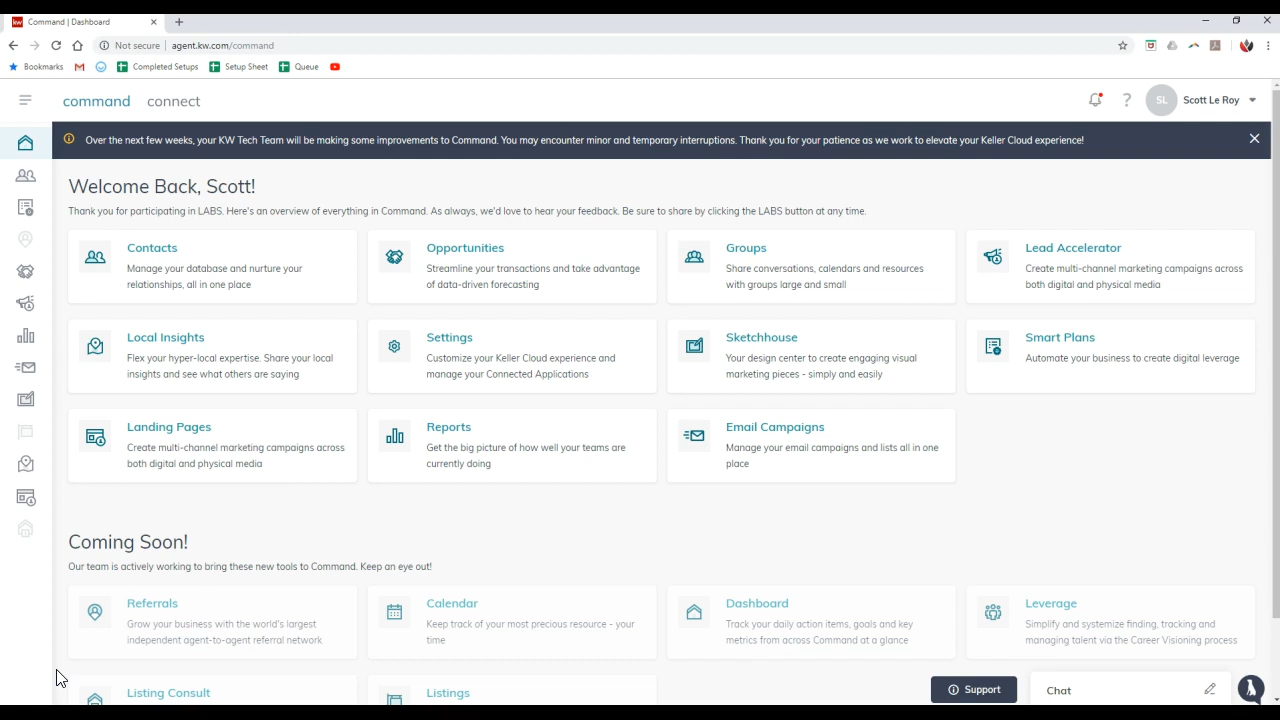 kw Command | Dashboard
Not secure | agent.kw.com/command
Bookmarks Completed Setups Setup Sheet Queue
command connect
? SL Scott Le Roy
Over the next few weeks, your KW Tech Team will be making some improvements to Command. You may encounter minor and temporary interruptions. Thank you for your patience as we work to elevate your Keller Cloud experience!
Welcome Back, Scott!
Thank you for participating in LABS. Here's an overview of everything in Command. As always, we'd love to hear your feedback. Be sure to share by clicking the LABS button at any time.
Contacts
Manage your database and nurture your
relationships, all in one place
Opportunities
Streamline your transactions and take advantage
of data-driven forecasting
Groups
Share conversations, calendars and resources
with groups large and small
Lead Accelerator
Create multi-channel marketing campaigns across
both digital and physical media
Local Insights
Flex your hyper-local expertise. Share your local
insights and see what others are saying
Settings
Customize your Keller Cloud experience and
manage your Connected Applications
Sketchhouse
Your design center to create engaging visual
marketing pieces - simply and easily
Smart Plans
Automate your business to create digital leverage
Landing Pages
Create multi-channel marketing campaigns across
both digital and physical media
Reports
Get the big picture of how well your teams are
currently doing
Email Campaigns
Manage your email campaigns and lists all in one
place
Coming Soon!
Our team is actively working to bring these new tools to Command. Keep an eye out!
Referrals
Grow your business with the world's largest
independent agent-to-agent referral network
Calendar
Keep track of your most precious resource - your
time
Dashboard
Track your daily action items, goals and key
metrics from across Command at a glance
Leverage
Simplify and systemize finding, tracking and
managing talent via the Career Visioning process
Listing Consult
Listings
Support
Chat